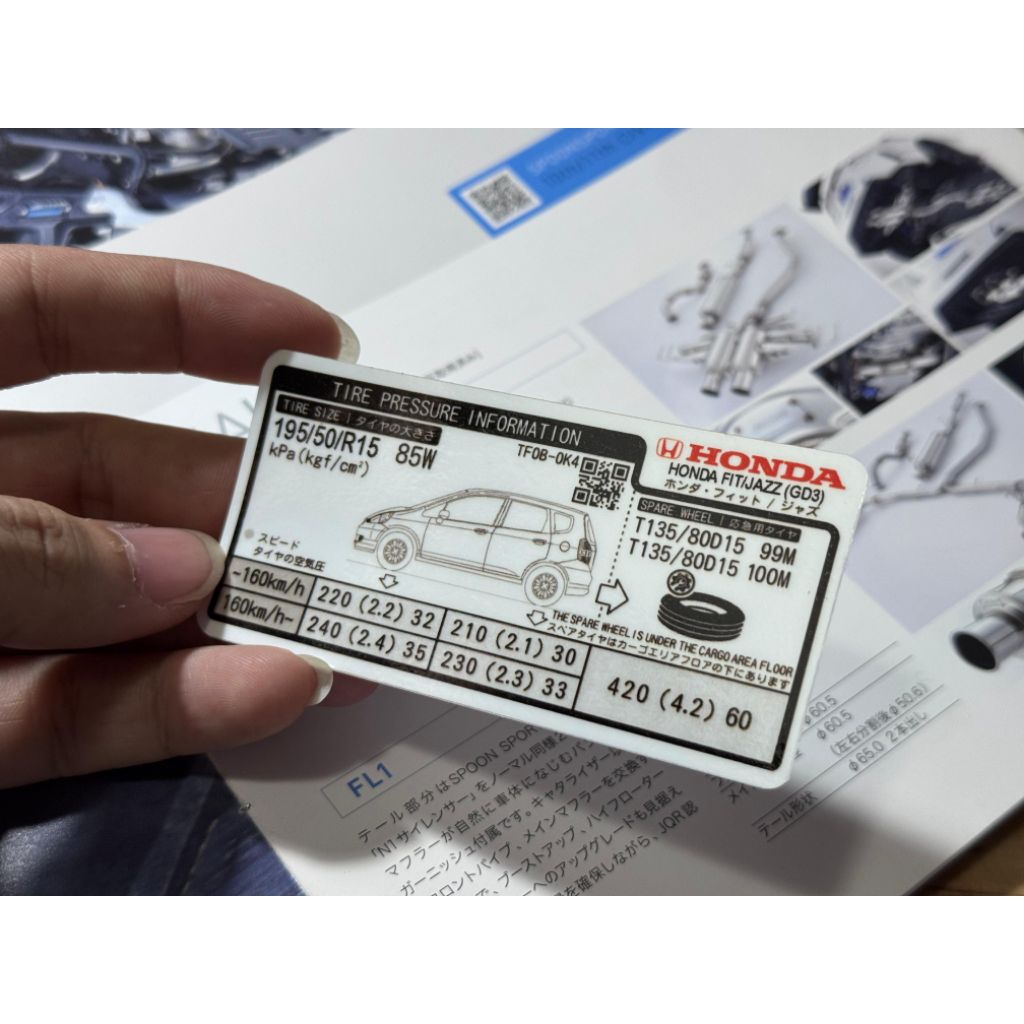 TIRE PRESSURE INFORMATION
TIRE SIZE | タイヤの大きさ
195/50/R15 85W
kPa(kgf/cm²)
TF08-0K4
HONDA
HONDA FIT/JAZZ (GD3)
ホンダ・フィット / ジャズ
SPARE WHEEL | 応急用タイヤ
T135/80D15 99M
T135/80D15 100M
スピード
タイヤの空気圧
THE SPARE WHEEL IS UNDER THE CARGO AREA FLOOR
スペアタイヤはカーゴエリアフロアの下にあります
~160km/h 220 (2.2) 32 210 (2.1) 30
160km/h~ 240 (2.4) 35 230 (2.3) 33
420 (4.2) 60
FL1
テール部分はSPOON SPOR
「N1サイレンサー」をノーマル同様2
マフラーが自然に車体になじむバン
ガーニッシュ付属です。キャタライザー
フロントパイプ、メインマフラーを交換す
で、ブーストアップ、ハイフローター
へのアップグレードも見据え
を確保しながら、JQR認
φ60.5
φ60.5
(左右分割後φ50.6)
φ65.0 2本出し
テール形状